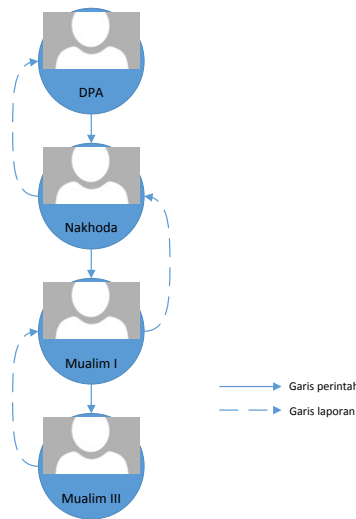 DPA
Nakhoda
Mualim I
Mualim III
Garis perintah
Garis laporan